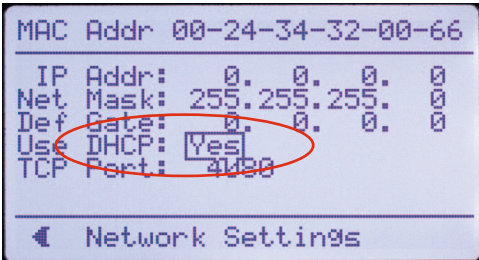 MAC Addr 00-24-34-32-00-66
IP Addr: 0. 0. 0. 0
Net Mask: 255.255.255. 0
Def Gate: 0. 0. 0. 0
Use DHCP: Yes
TCP Port: 4080
Network Settings